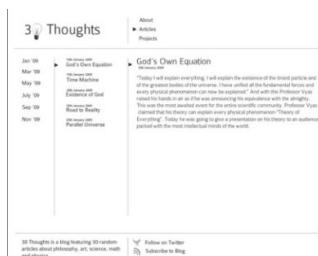 30 Thoughts
About
Articles
Projects
Jan '09
Mar '09
May '09
July '09
Sep '09
Nov '09
God's Own Equation
Time Machine
Existence of God
Road to Reality
Parallel Universe
God's Own Equation
"Today I will explain everything. I will explain the existence of the tiniest particle and
of the greatest bodies of the universe. I have unified all the fundamental forces and
every physical phenomenon can now be explained." And with this Professor Vyas
raised his hands in air as if he was announcing his equivalence with the almighty.
This was the most awaited event for the entire scientific community. Professor Vyas
claimed that his theory can explain every physical phenomenon-"Theory of
Everything". Today he was going to give a presentation on his theory to an audience
packed with the most intellectual minds of the world.
30 Thoughts is a blog featuring 30 random
articles about philosophy, art, science, math
and physics
Follow on Twitter
Subscribe to Blog